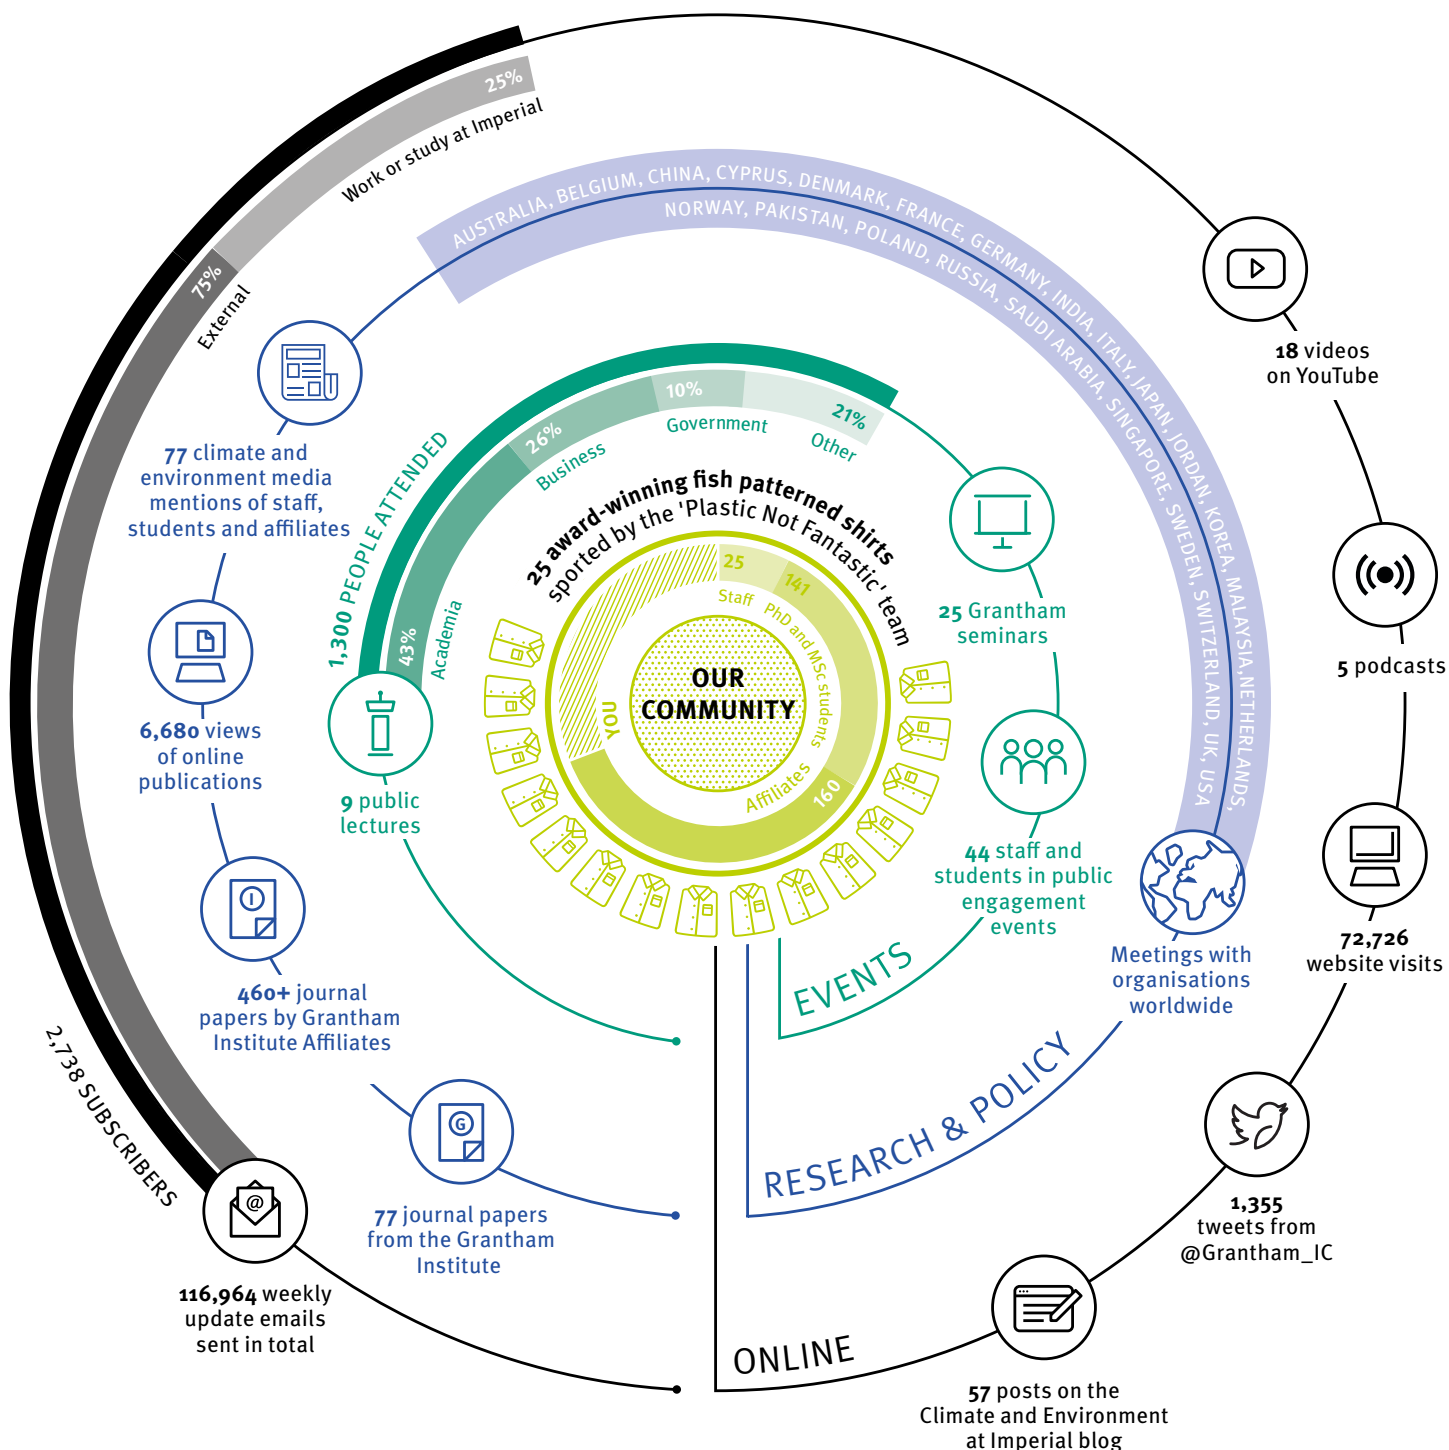 25%
Work or study at Imperial
75%
External
2,738 SUBSCRIBERS
116,964 weekly
update emails
sent in total
18 videos
on YouTube
5 podcasts
72,726
website visits
1,355
tweets from
@Grantham_IC
57 posts on the
Climate and Environment
at Imperial blog
ONLINE
AUSTRALIA, BELGIUM, CHINA, CYPRUS, DENMARK, FRANCE, GERMANY, INDIA, ITALY, JAPAN, JORDAN, KOREA, MALAYSIA,NETHERLANDS,
NORWAY, PAKISTAN, POLAND, RUSSIA, SAUDI ARABIA, SINGAPORE, SWEDEN, SWITZERLAND, UK, USA
Meetings with
organisations
worldwide
77 climate and
environment media
mentions of staff,
students and affiliates
6,680 views
of online
publications
I
460+ journal
papers by Grantham
Institute Affiliates
G
77 journal papers
from the Grantham
Institute
RESEARCH & POLICY
1,300 PEOPLE ATTENDED
43%
Academia
26%
Business
10%
Government
21%
Other
9 public
lectures
25 Grantham
seminars
44 staff and
students in public
engagement
events
EVENTS
25 award-winning fish patterned shirts
sported by the 'Plastic Not Fantastic' team
25
Staff
141
PhD and MSc students
160
Affiliates
YOU
OUR
COMMUNITY
@